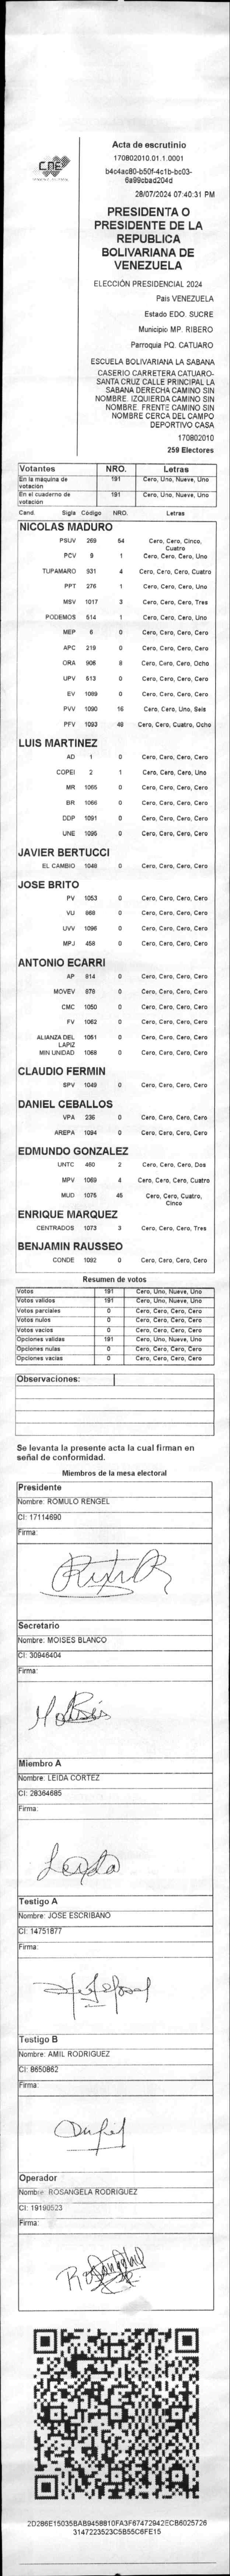 CNE
Acta de escrutinio
170802010.01.1.0001
b4c4ac80-b50f-4c1b-bc03-
6a99cbad204d
28/07/2024 07:40:31 PM
PRESIDENTA O
PRESIDENTE DE LA
REPUBLICA
BOLIVARIANA DE
VENEZUELA
ELECCIÓN PRESIDENCIAL 2024
Pais VENEZUELA
Estado EDO. SUCRE
Municipio MP. RIBERO
Parroquia PQ. CATUARO
ESCUELA BOLIVARIANA LA SABANA
CASERIO CARRETERA CATUARO-
SANTA CRUZ CALLE PRINCIPAL LA
SABANA DERECHA CAMINO SIN
NOMBRE. IZQUIERDA CAMINO SIN
NOMBRE. FRENTE CAMINO SIN
NOMBRE CERCA DEL CAMPO
DEPORTIVO CASA
170802010
259 Electores
Votantes NRO. Letras
En la máquina de votación 191 Cero, Uno, Nueve, Uno
En el cuaderno de votación 191 Cero, Uno, Nueve, Uno
Cand. Sigla Código NRO. Letras
NICOLAS MADURO
PSUV 269 54 Cero, Cero, Cinco, Cuatro
PCV 9 1 Cero, Cero, Cero, Uno
TUPAMARO 931 4 Cero, Cero, Cero, Cuatro
PPT 276 1 Cero, Cero, Cero, Uno
MSV 1017 3 Cero, Cero, Cero, Tres
PODEMOS 514 1 Cero, Cero, Cero, Uno
MEP 6 0 Cero, Cero, Cero, Cero
APC 219 0 Cero, Cero, Cero, Cero
ORA 906 8 Cero, Cero, Cero, Ocho
UPV 513 0 Cero, Cero, Cero, Cero
EV 1089 0 Cero, Cero, Cero, Cero
PVV 1090 16 Cero, Cero, Uno, Seis
PFV 1093 48 Cero, Cero, Cuatro, Ocho
LUIS MARTINEZ
AD 1 0 Cero, Cero, Cero, Cero
COPEI 2 1 Cero, Cero, Cero, Uno
MR 1065 0 Cero, Cero, Cero, Cero
BR 1066 0 Cero, Cero, Cero, Cero
DDP 1091 0 Cero, Cero, Cero, Cero
UNE 1095 0 Cero, Cero, Cero, Cero
JAVIER BERTUCCI
EL CAMBIO 1048 0 Cero, Cero, Cero, Cero
JOSE BRITO
PV 1053 0 Cero, Cero, Cero, Cero
VU 988 0 Cero, Cero, Cero, Cero
UVV 1096 0 Cero, Cero, Cero, Cero
MPJ 458 0 Cero, Cero, Cero, Cero
ANTONIO ECARRI
AP 914 0 Cero, Cero, Cero, Cero
MOVEV 879 0 Cero, Cero, Cero, Cero
CMC 1050 0 Cero, Cero, Cero, Cero
FV 1062 0 Cero, Cero, Cero, Cero
ALIANZA DEL LAPIZ 1051 0 Cero, Cero, Cero, Cero
MIN UNIDAD 1068 0 Cero, Cero, Cero, Cero
CLAUDIO FERMIN
SPV 1049 0 Cero, Cero, Cero, Cero
DANIEL CEBALLOS
VPA 236 0 Cero, Cero, Cero, Cero
AREPA 1094 0 Cero, Cero, Cero, Cero
EDMUNDO GONZALEZ
UNTC 460 2 Cero, Cero, Cero, Dos
MPV 1069 4 Cero, Cero, Cero, Cuatro
MUD 1075 45 Cero, Cero, Cuatro, Cinco
ENRIQUE MARQUEZ
CENTRADOS 1073 3 Cero, Cero, Cero, Tres
BENJAMIN RAUSSEO
CONDE 1092 0 Cero, Cero, Cero, Cero
Resumen de votos
Votos 191 Cero, Uno, Nueve, Uno
Votos validos 191 Cero, Uno, Nueve, Uno
Votos parciales 0 Cero, Cero, Cero, Cero
Votos nulos 0 Cero, Cero, Cero, Cero
Votos vacios 0 Cero, Cero, Cero, Cero
Opciones validas 191 Cero, Uno, Nueve, Uno
Opciones nulas 0 Cero, Cero, Cero, Cero
Opciones vacias 0 Cero, Cero, Cero, Cero
Observaciones:
Se levanta la presente acta la cual firman en
señal de conformidad.
Miembros de la mesa electoral
Presidente
Nombre: ROMULO RENGEL
CI: 17114690
Firma:
Secretario
Nombre: MOISES BLANCO
CI: 30946404
Firma:
Moisés
Miembro A
Nombre: LEIDA CORTEZ
CI: 28364685
Firma:
Leyda
Testigo A
Nombre: JOSE ESCRIBANO
CI: 14751877
Firma:
Testigo B
Nombre: AMIL RODRIGUEZ
CI: 8650862
Firma:
Operador
Nombre: ROSANGELA RODRIGUEZ
CI: 19190523
Firma:
2D286E15035BAB9458810FA3F67472942ECB6025726
3147223523C5B55C6FE15